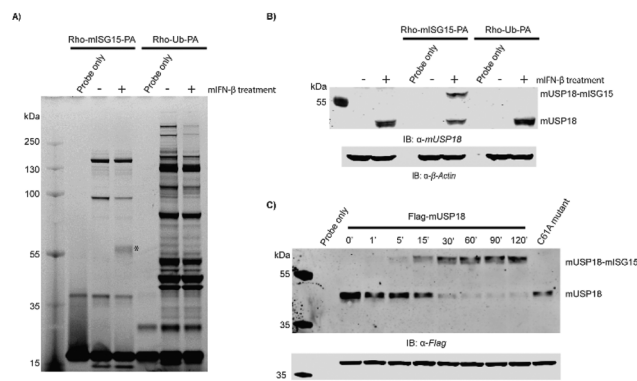 A)
Rho-mISG15-PA Rho-Ub-PA
Probe only - + Probe only - + mIFN-β treatment
kDa
250
130
100
55
*
35
15
B)
Rho-mISG15-PA Rho-Ub-PA
Probe only Probe only
kDa - + - + - + mIFN-β treatment
55 mUSP18-mISG15
mUSP18
IB: α-mUSP18
IB: α-β-Actin
C)
Probe only Flag-mUSP18 C61A mutant
0' 1' 5' 15' 30' 60' 90' 120'
kDa
55 mUSP18-mISG15
mUSP18
35
IB: α-Flag
35